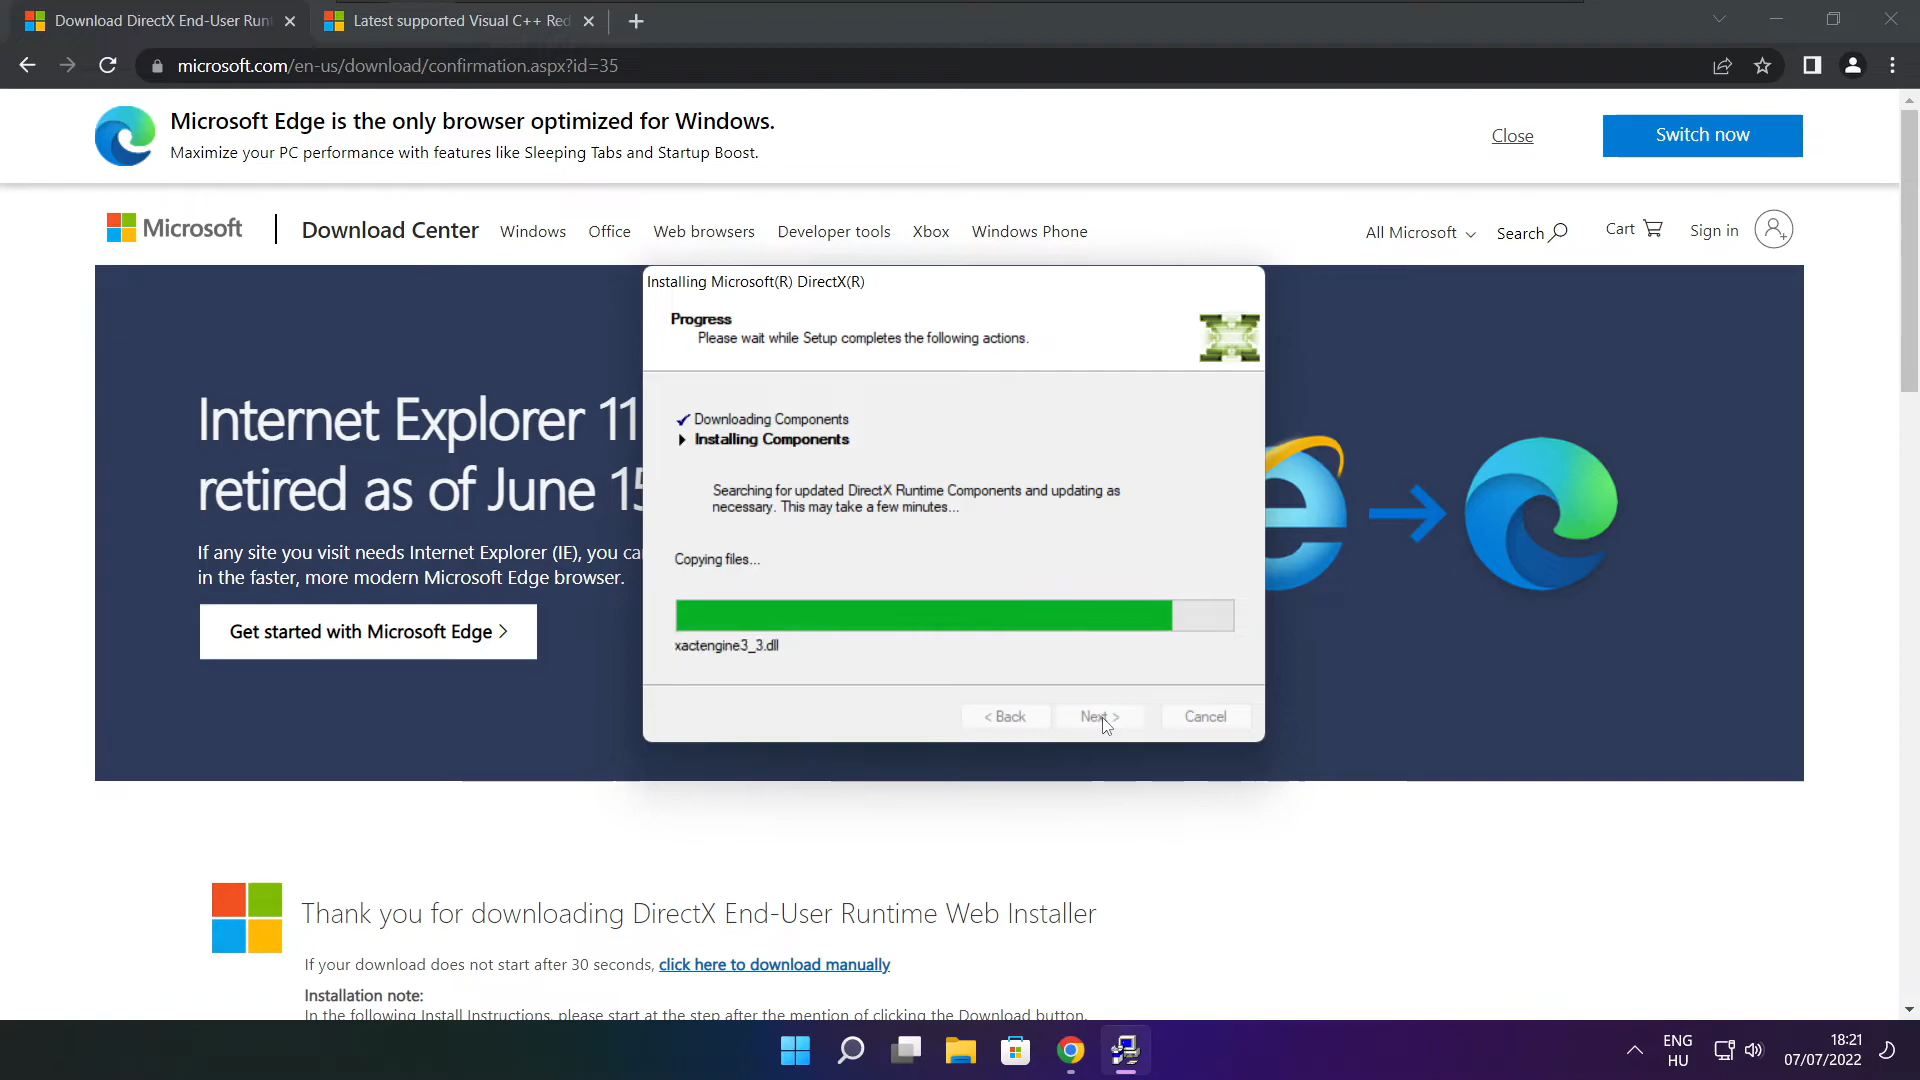 Download DirectX End-User Runt
Latest supported Visual C++ Red
microsoft.com/en-us/download/confirmation.aspx?id=35
Microsoft Edge is the only browser optimized for Windows.
Maximize your PC performance with features like Sleeping Tabs and Startup Boost.
Close
Switch now
Microsoft
Download Center
Windows
Office
Web browsers
Developer tools
Xbox
Windows Phone
All Microsoft
Search
Cart
Sign in
Internet Explorer 11
retired as of June 15
If any site you visit needs Internet Explorer (IE), you ca
in the faster, more modern Microsoft Edge browser.
Get started with Microsoft Edge >
Installing Microsoft(R) DirectX(R)
Progress
Please wait while Setup completes the following actions.
Downloading Components
Installing Components
Searching for updated DirectX Runtime Components and updating as
necessary. This may take a few minutes...
Copying files...
xactengine3_3.dll
< Back
Next >
Cancel
Thank you for downloading DirectX End-User Runtime Web Installer
If your download does not start after 30 seconds, click here to download manually
Installation note:
In the following Install Instructions, please start at the step after the mention of clicking the Download button.
ENG
HU
18:21
07/07/2022